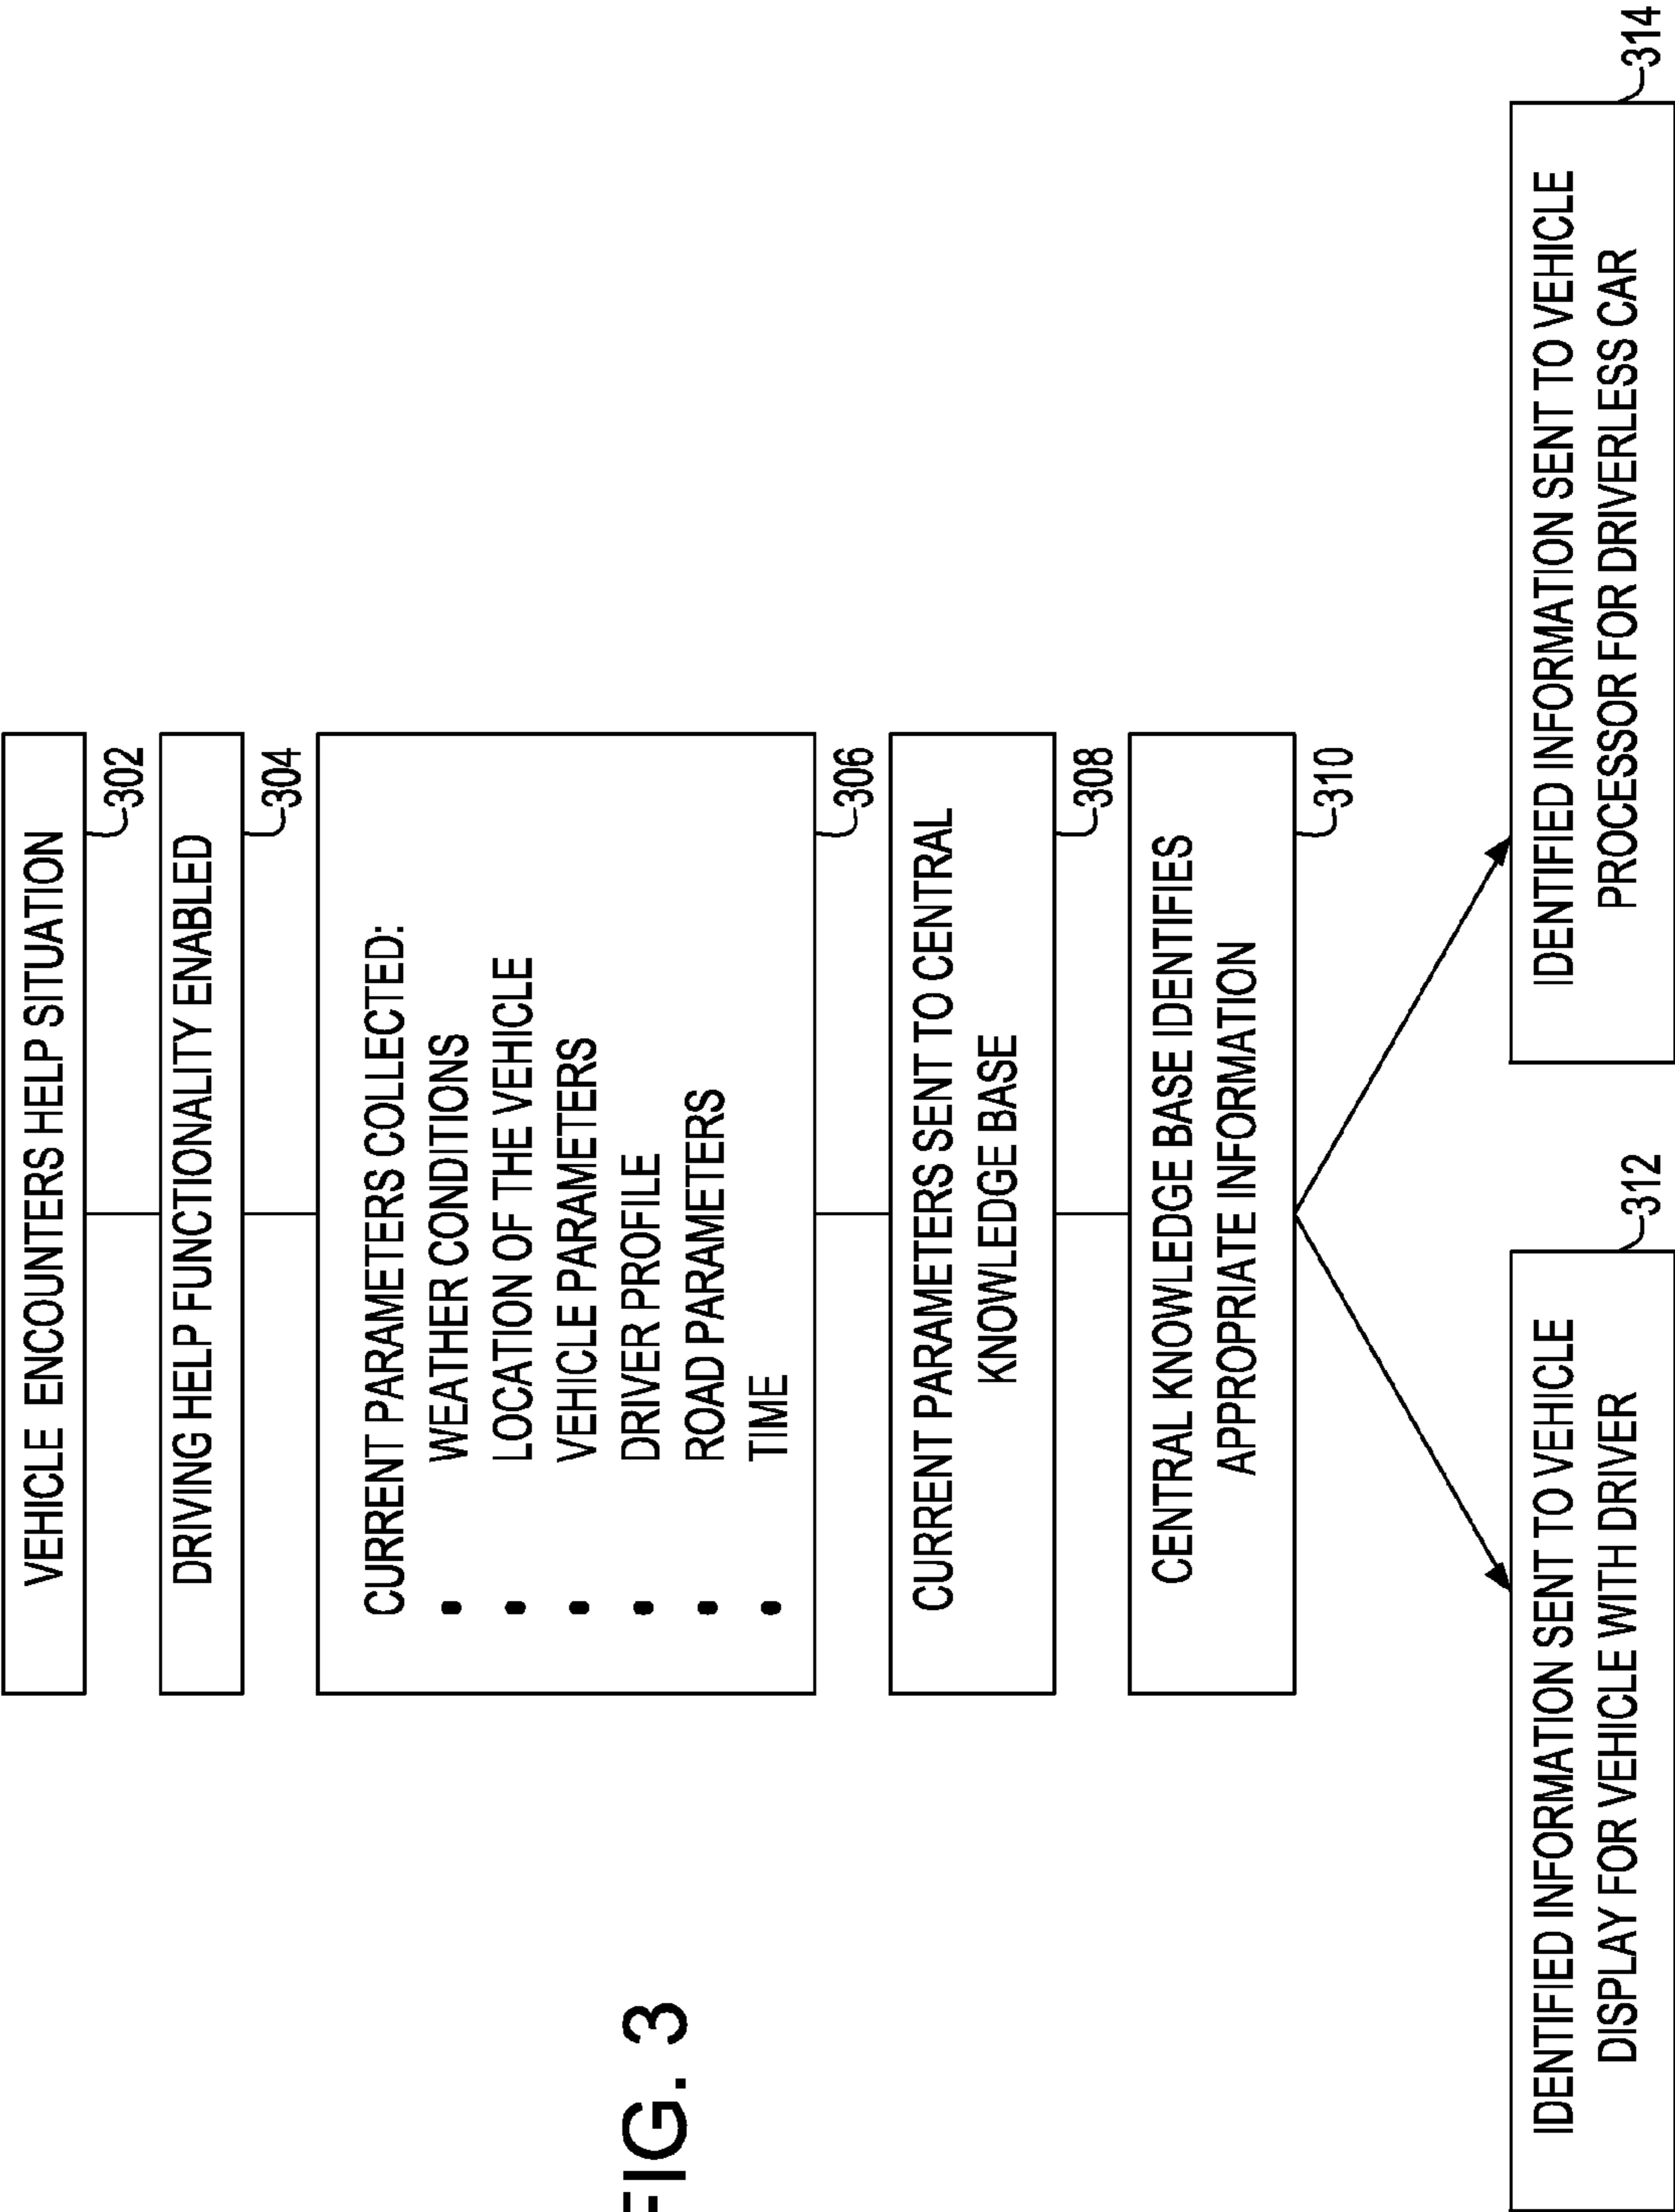 VEHICLE ENCOUNTERS HELP SITUATION
302
DRIVING HELP FUNCTIONALITY ENABLED
304
CURRENT PARAMETERS COLLECTED:
• WEATHER CONDITIONS
• LOCATION OF THE VEHICLE
• VEHICLE PARAMETERS
• DRIVER PROFILE
• ROAD PARAMETERS
• TIME
306
CURRENT PARAMETERS SENT TO CENTRAL
KNOWLEDGE BASE
308
CENTRAL KNOWLEDGE BASE IDENTIFIES
APPROPRIATE INFORMATION
310
IDENTIFIED INFORMATION SENT TO VEHICLE
DISPLAY FOR VEHICLE WITH DRIVER
312
IDENTIFIED INFORMATION SENT TO VEHICLE
PROCESSOR FOR DRIVERLESS CAR
314
FIG. 3